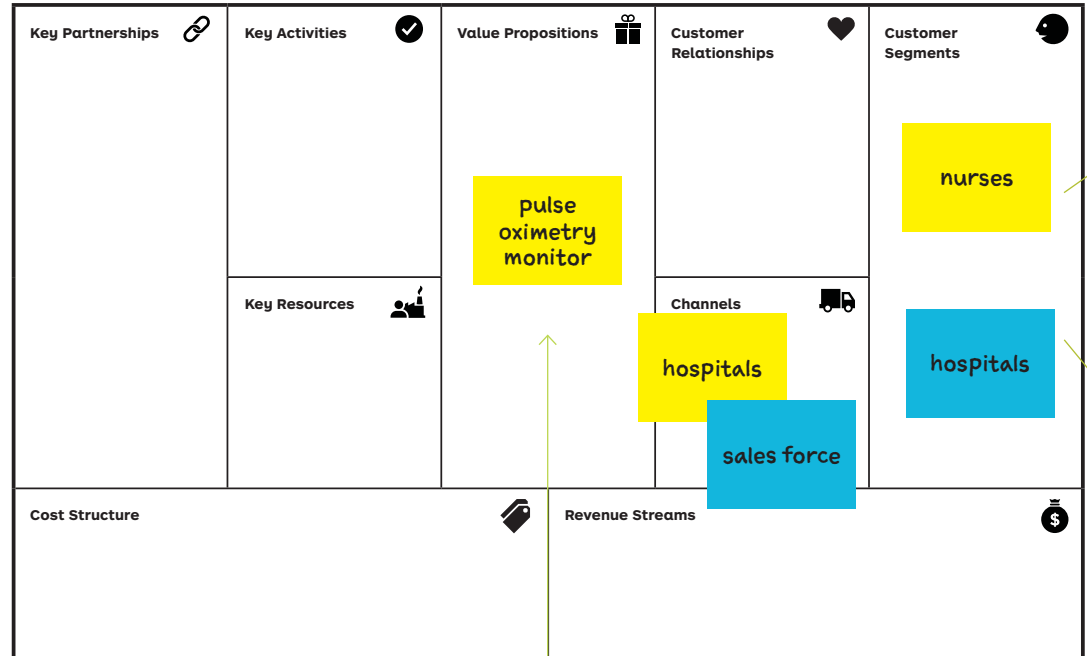 Key Partnerships
Key Activities
Value Propositions
Customer
Relationships
Customer
Segments
nurses
pulse
oximetry
monitor
Key Resources
Channels
hospitals
hospitals
sales force
Cost Structure
Revenue Streams
$